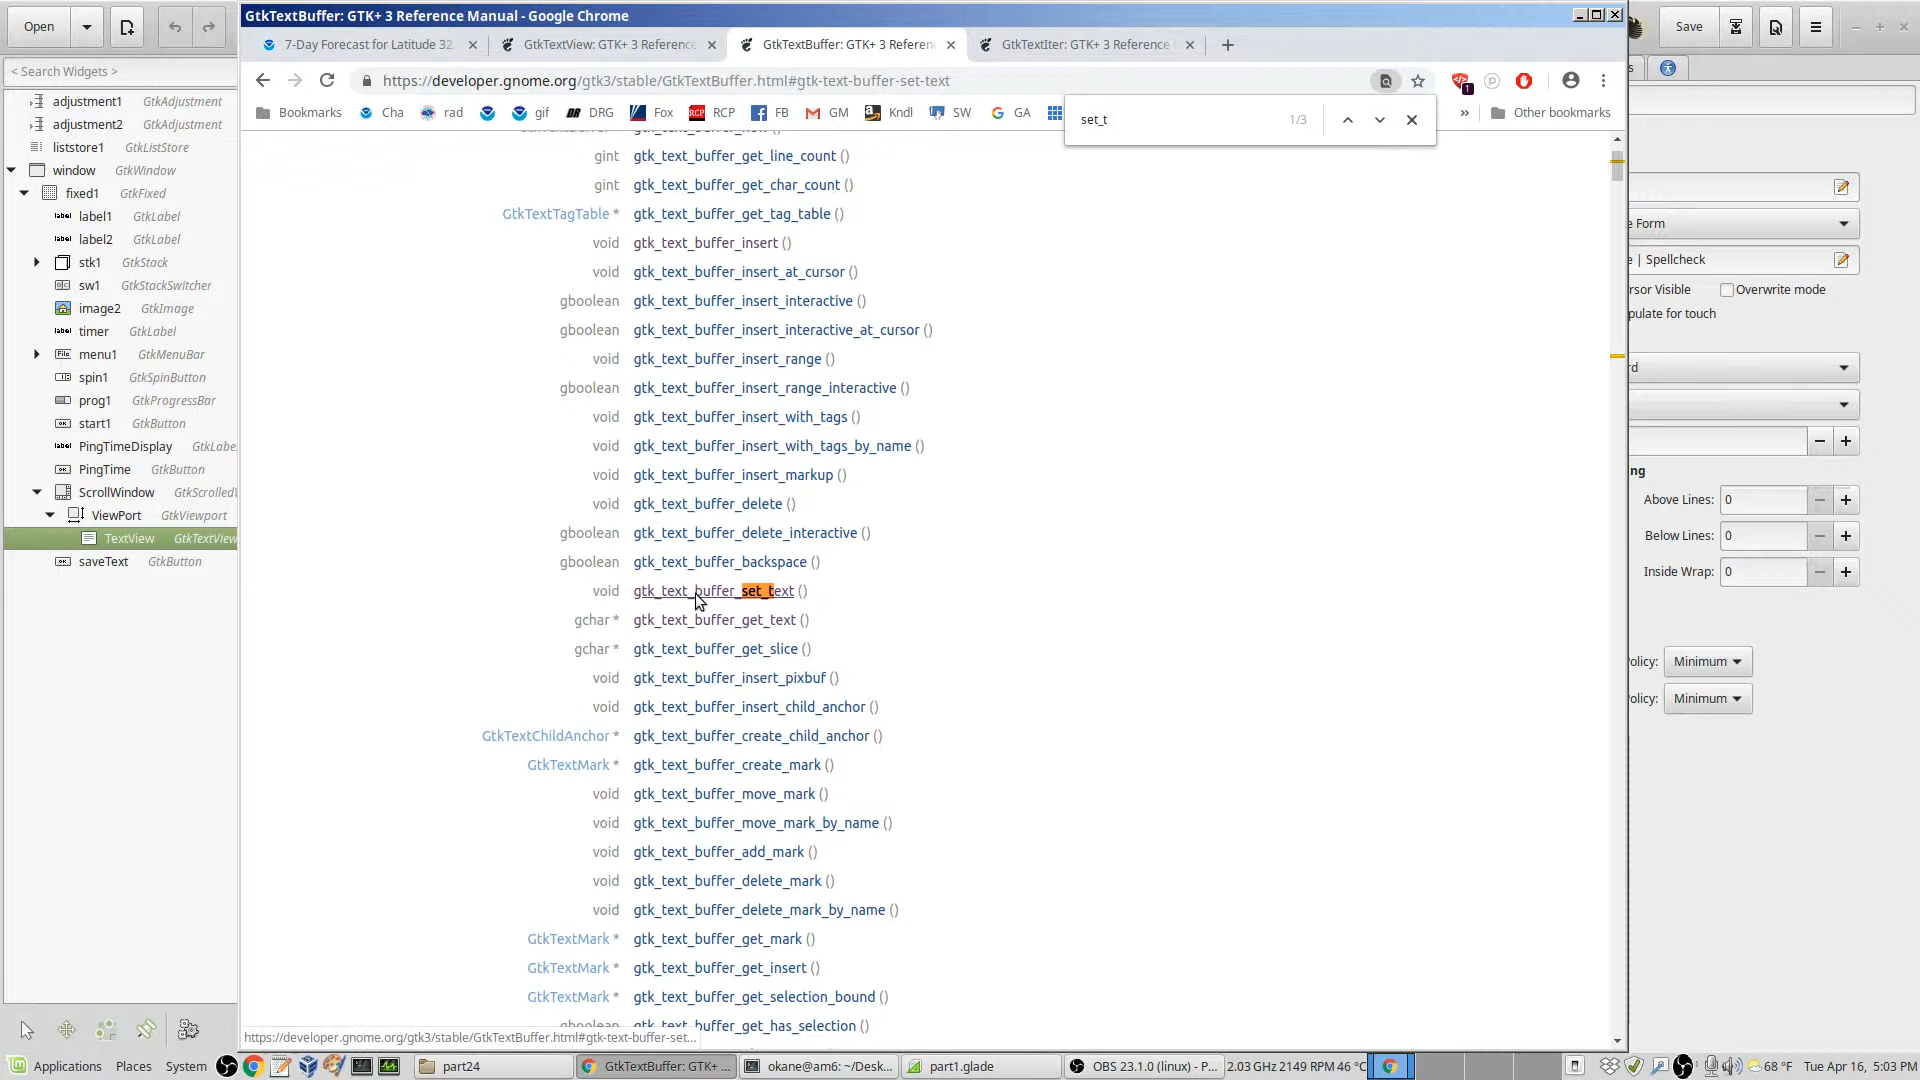 GtkTextBuffer: GTK+ 3 Reference Manual - Google Chrome
Open
Save
7-Day Forecast for Latitude 32.
GtkTextView: GTK+ 3 Reference
GtkTextBuffer: GTK+ 3 Referen
GtkTextIter: GTK+ 3 Reference
https://developer.gnome.org/gtk3/stable/GtkTextBuffer.html#gtk-text-buffer-set-text
1
Bookmarks
Cha
rad
gif
DRG
Fox
RCP
FB
GM
Kndl
SW
GA
»
Other bookmarks
set_t
1/3
< Search Widgets >
adjustment1 GtkAdjustment
adjustment2 GtkAdjustment
liststore1 GtkListStore
window GtkWindow
fixed1 GtkFixed
label1 GtkLabel
label2 GtkLabel
stk1 GtkStack
sw1 GtkStackSwitcher
image2 GtkImage
timer GtkLabel
menu1 GtkMenuBar
spin1 GtkSpinButton
prog1 GtkProgressBar
start1 GtkButton
PingTimeDisplay GtkLabe
PingTime GtkButton
ScrollWindow GtkScrolledW
ViewPort GtkViewport
TextView GtkTextView
saveText GtkButton
gint gtk_text_buffer_get_line_count ()
gint gtk_text_buffer_get_char_count ()
GtkTextTagTable * gtk_text_buffer_get_tag_table ()
void gtk_text_buffer_insert ()
void gtk_text_buffer_insert_at_cursor ()
gboolean gtk_text_buffer_insert_interactive ()
gboolean gtk_text_buffer_insert_interactive_at_cursor ()
void gtk_text_buffer_insert_range ()
gboolean gtk_text_buffer_insert_range_interactive ()
void gtk_text_buffer_insert_with_tags ()
void gtk_text_buffer_insert_with_tags_by_name ()
void gtk_text_buffer_insert_markup ()
void gtk_text_buffer_delete ()
gboolean gtk_text_buffer_delete_interactive ()
gboolean gtk_text_buffer_backspace ()
void gtk_text_buffer_set_text ()
gchar * gtk_text_buffer_get_text ()
gchar * gtk_text_buffer_get_slice ()
void gtk_text_buffer_insert_pixbuf ()
void gtk_text_buffer_insert_child_anchor ()
GtkTextChildAnchor * gtk_text_buffer_create_child_anchor ()
GtkTextMark * gtk_text_buffer_create_mark ()
void gtk_text_buffer_move_mark ()
void gtk_text_buffer_move_mark_by_name ()
void gtk_text_buffer_add_mark ()
void gtk_text_buffer_delete_mark ()
void gtk_text_buffer_delete_mark_by_name ()
GtkTextMark * gtk_text_buffer_get_mark ()
GtkTextMark * gtk_text_buffer_get_insert ()
GtkTextMark * gtk_text_buffer_get_selection_bound ()
gboolean gtk_text_buffer_get_has_selection ()
https://developer.gnome.org/gtk3/stable/GtkTextBuffer.html#gtk-text-buffer-set...
e Form
e | Spellcheck
rsor Visible
Overwrite mode
pulate for touch
rd
ng
Above Lines: 0
Below Lines: 0
Inside Wrap: 0
olicy: Minimum
olicy: Minimum
Applications
Places
System
part24
GtkTextBuffer: GTK+ ...
okane@am6: ~/Desk...
part1.glade
OBS 23.1.0 (linux) - P...
2.03 GHz 2149 RPM 46 °C
68 °F
Tue Apr 16, 5:03 PM